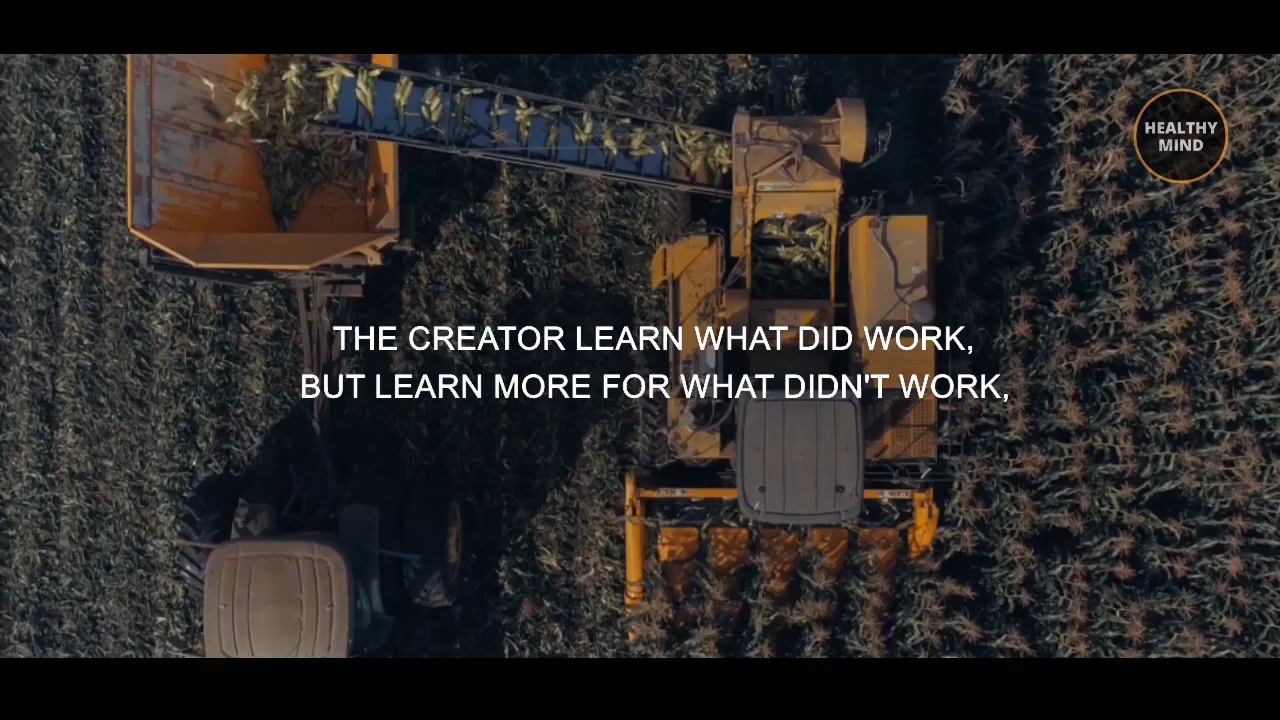 HEALTHY
MIND
THE CREATOR LEARN WHAT DID WORK,
BUT LEARN MORE FOR WHAT DIDN'T WORK,